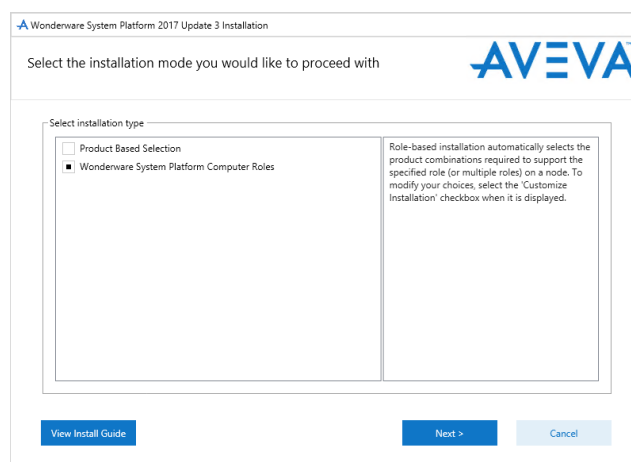 Wonderware System Platform 2017 Update 3 Installation
Select the installation mode you would like to proceed with
AVEVA
Select installation type
Product Based Selection
Wonderware System Platform Computer Roles
Role-based installation automatically selects the
product combinations required to support the
specified role (or multiple roles) on a node. To
modify your choices, select the 'Customize
Installation' checkbox when it is displayed.
View Install Guide
Next >
Cancel